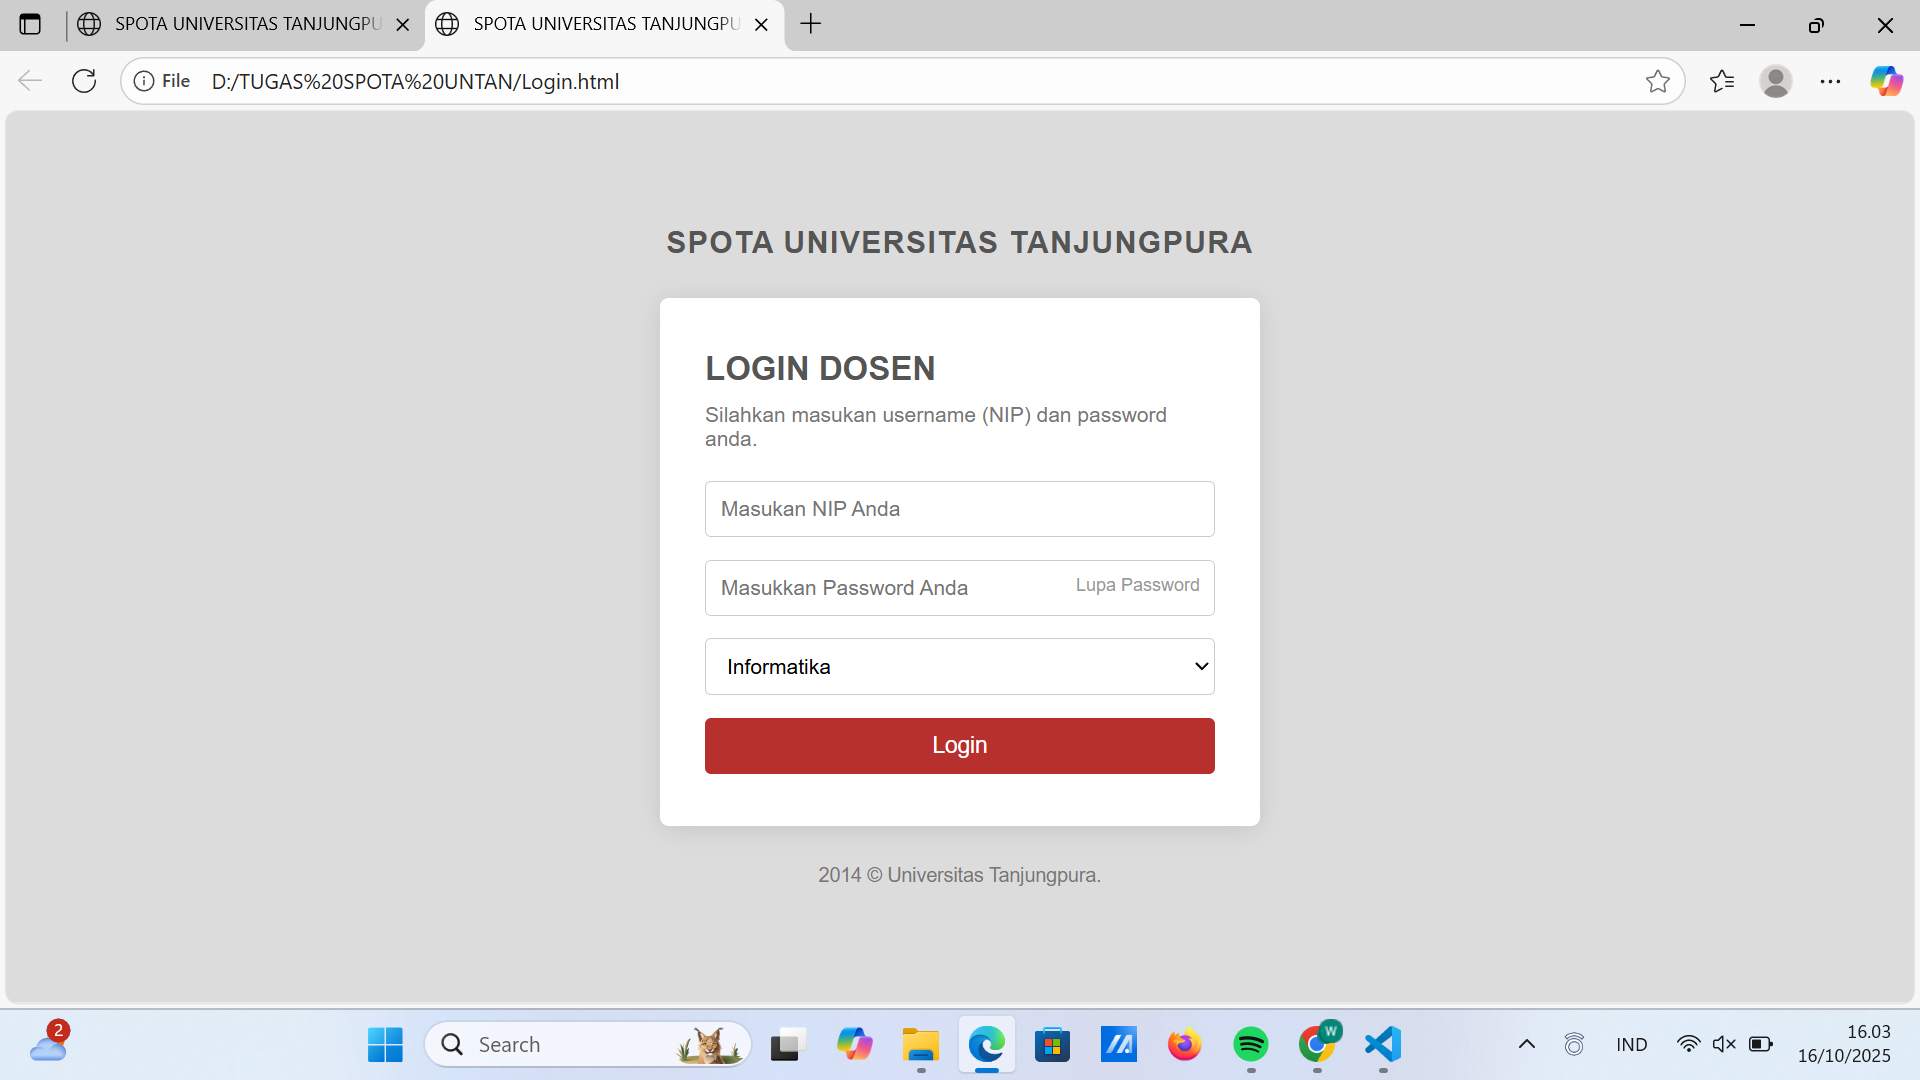 SPOTA UNIVERSITAS TANJUNGPU
SPOTA UNIVERSITAS TANJUNGPU
File D:/TUGAS%20SPOTA%20UNTAN/Login.html
SPOTA UNIVERSITAS TANJUNGPURA
LOGIN DOSEN
Silahkan masukan username (NIP) dan password
anda.
Masukan NIP Anda
Masukkan Password Anda Lupa Password
Informatika
Login
2014 © Universitas Tanjungpura.
2
Search
W
IND
16.03
16/10/2025